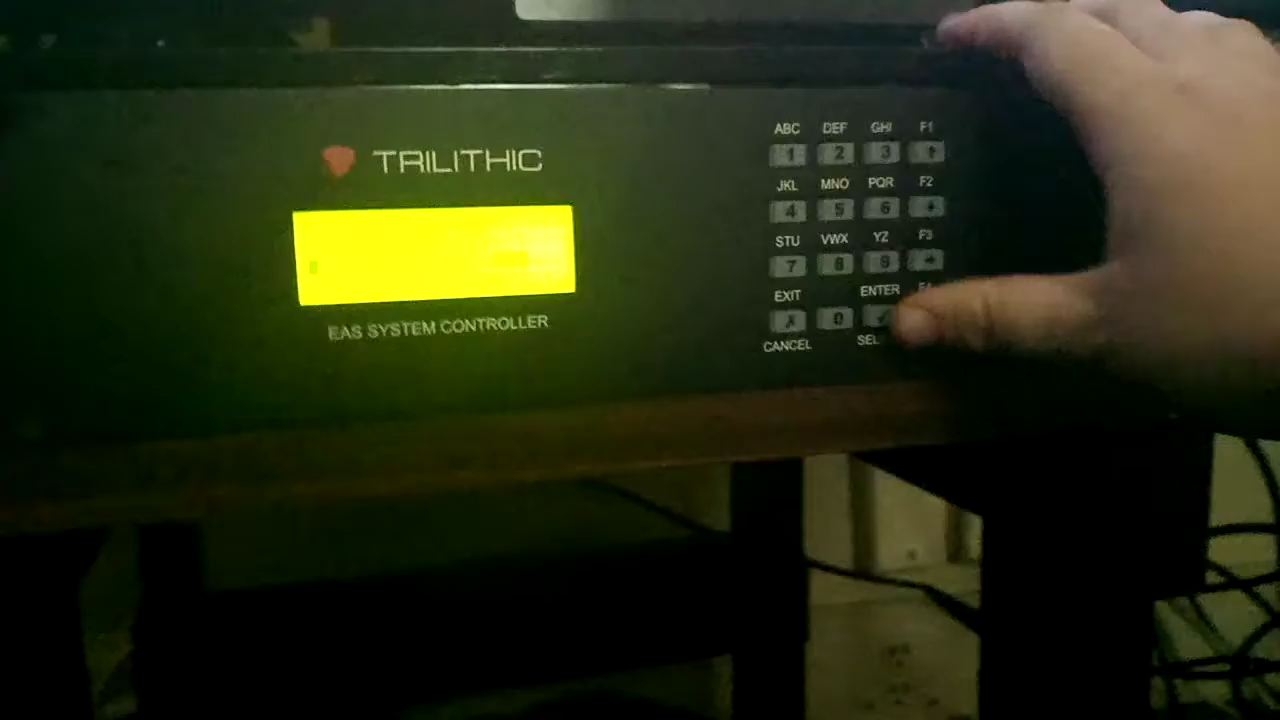 TRILITHIC
EAS SYSTEM CONTROLLER
ABC DEF GHI F1
1 2 3 ↑
JKL MNO PQR F2
4 5 6
STU VWX YZ F3
7 8 9
EXIT ENTER
0
CANCEL SEL